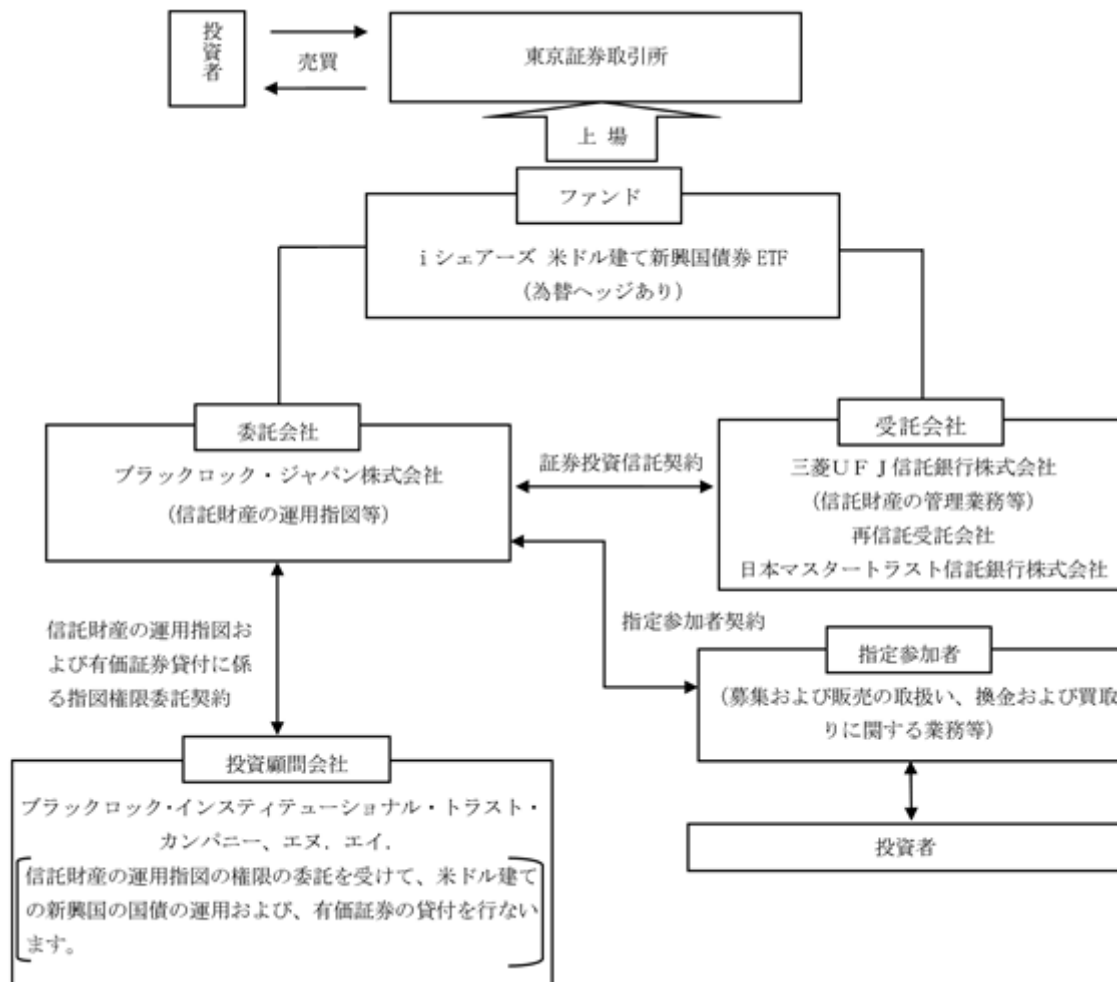 投資者
売買
東京証券取引所
上 場
ファンド
i シェアーズ 米ドル建て新興国債券 ETF
（為替ヘッジあり）
委託会社
ブラックロック・ジャパン株式会社
（信託財産の運用指図等）
証券投資信託契約
受託会社
三菱ＵＦＪ信託銀行株式会社
（信託財産の管理業務等）
再信託受託会社
日本マスタートラスト信託銀行株式会社
信託財産の運用指図お
よび有価証券貸付に係
る指図権限委託契約
指定参加者契約
指定参加者
（募集および販売の取扱い、換金および買取
りに関する業務等）
投資者
投資顧問会社
ブラックロック・インスティテューショナル・トラスト・
カンパニー、エヌ．エイ．
信託財産の運用指図の権限の委託を受けて、米ドル建て
の新興国の国債の運用および、有価証券の貸付を行ない
ます。